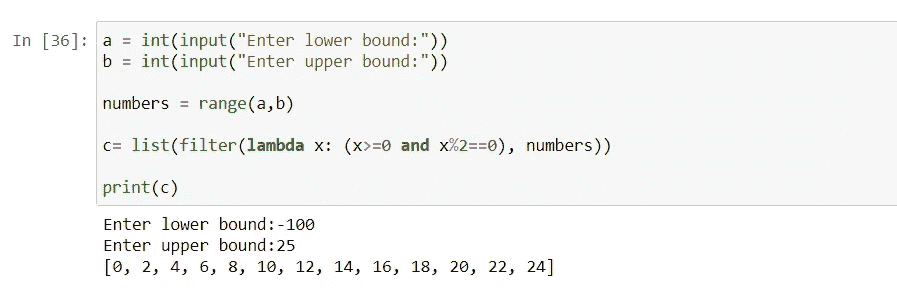 In [36]: a = int(input("Enter lower bound:"))
b = int(input("Enter upper bound:"))
numbers = range(a,b)
c= list(filter(lambda x: (x>=0 and x%2==0), numbers))
print(c)
Enter lower bound:-100
Enter upper bound:25
[0, 2, 4, 6, 8, 10, 12, 14, 16, 18, 20, 22, 24]